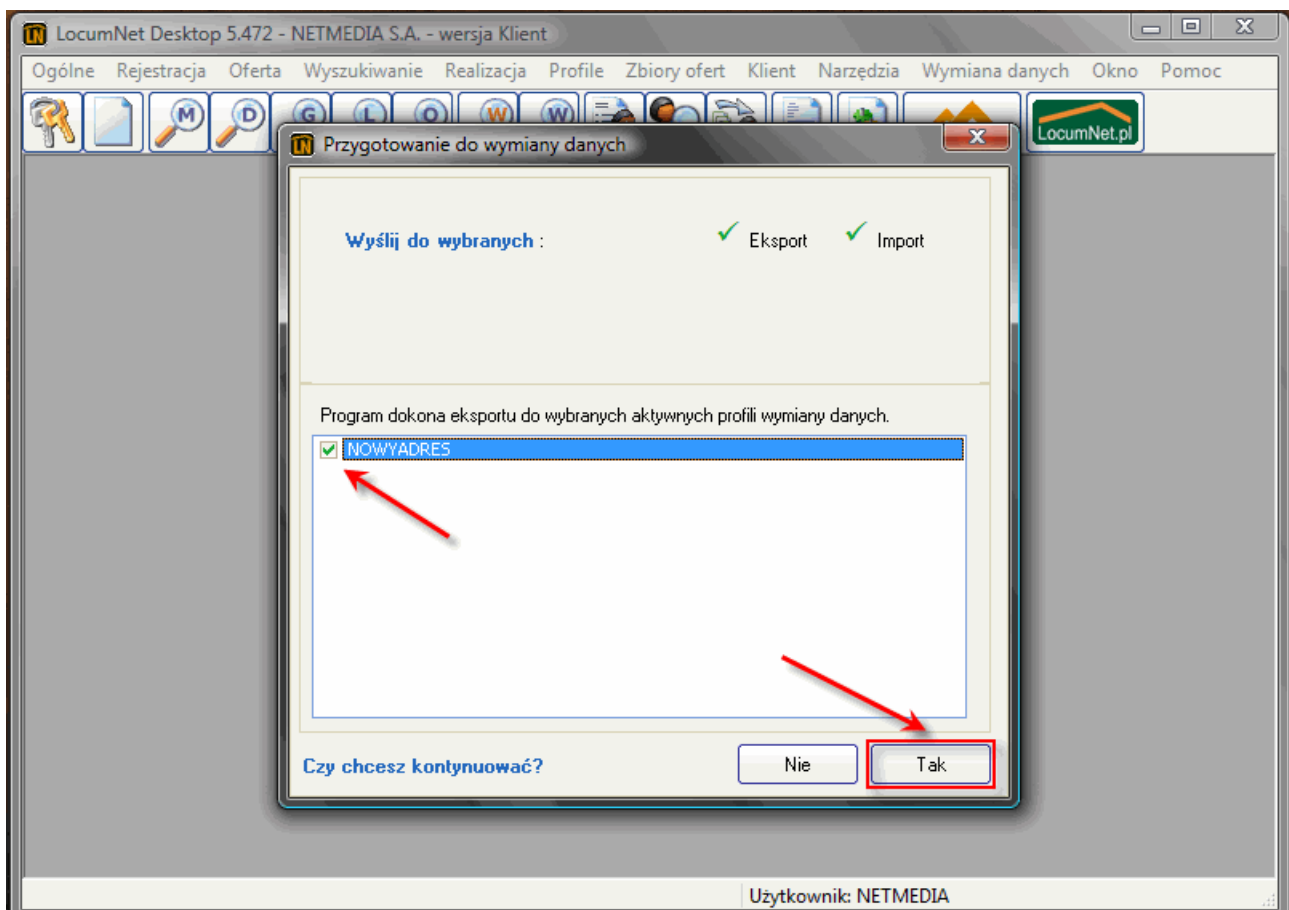 LocumNet Desktop 5.472 - NETMEDIA S.A. - wersja Klient
Ogólne Rejestracja Oferta Wyszukiwanie Realizacja Profile Zbiory ofert Klient Narzędzia Wymiana danych Okno Pomoc
M D G L O W W LocumNet.pl
Przygotowanie do wymiany danych
Wyślij do wybranych : Eksport Import
Program dokona eksportu do wybranych aktywnych profili wymiany danych.
NOWYADRES
Czy chcesz kontynuować? Nie Tak
Użytkownik: NETMEDIA